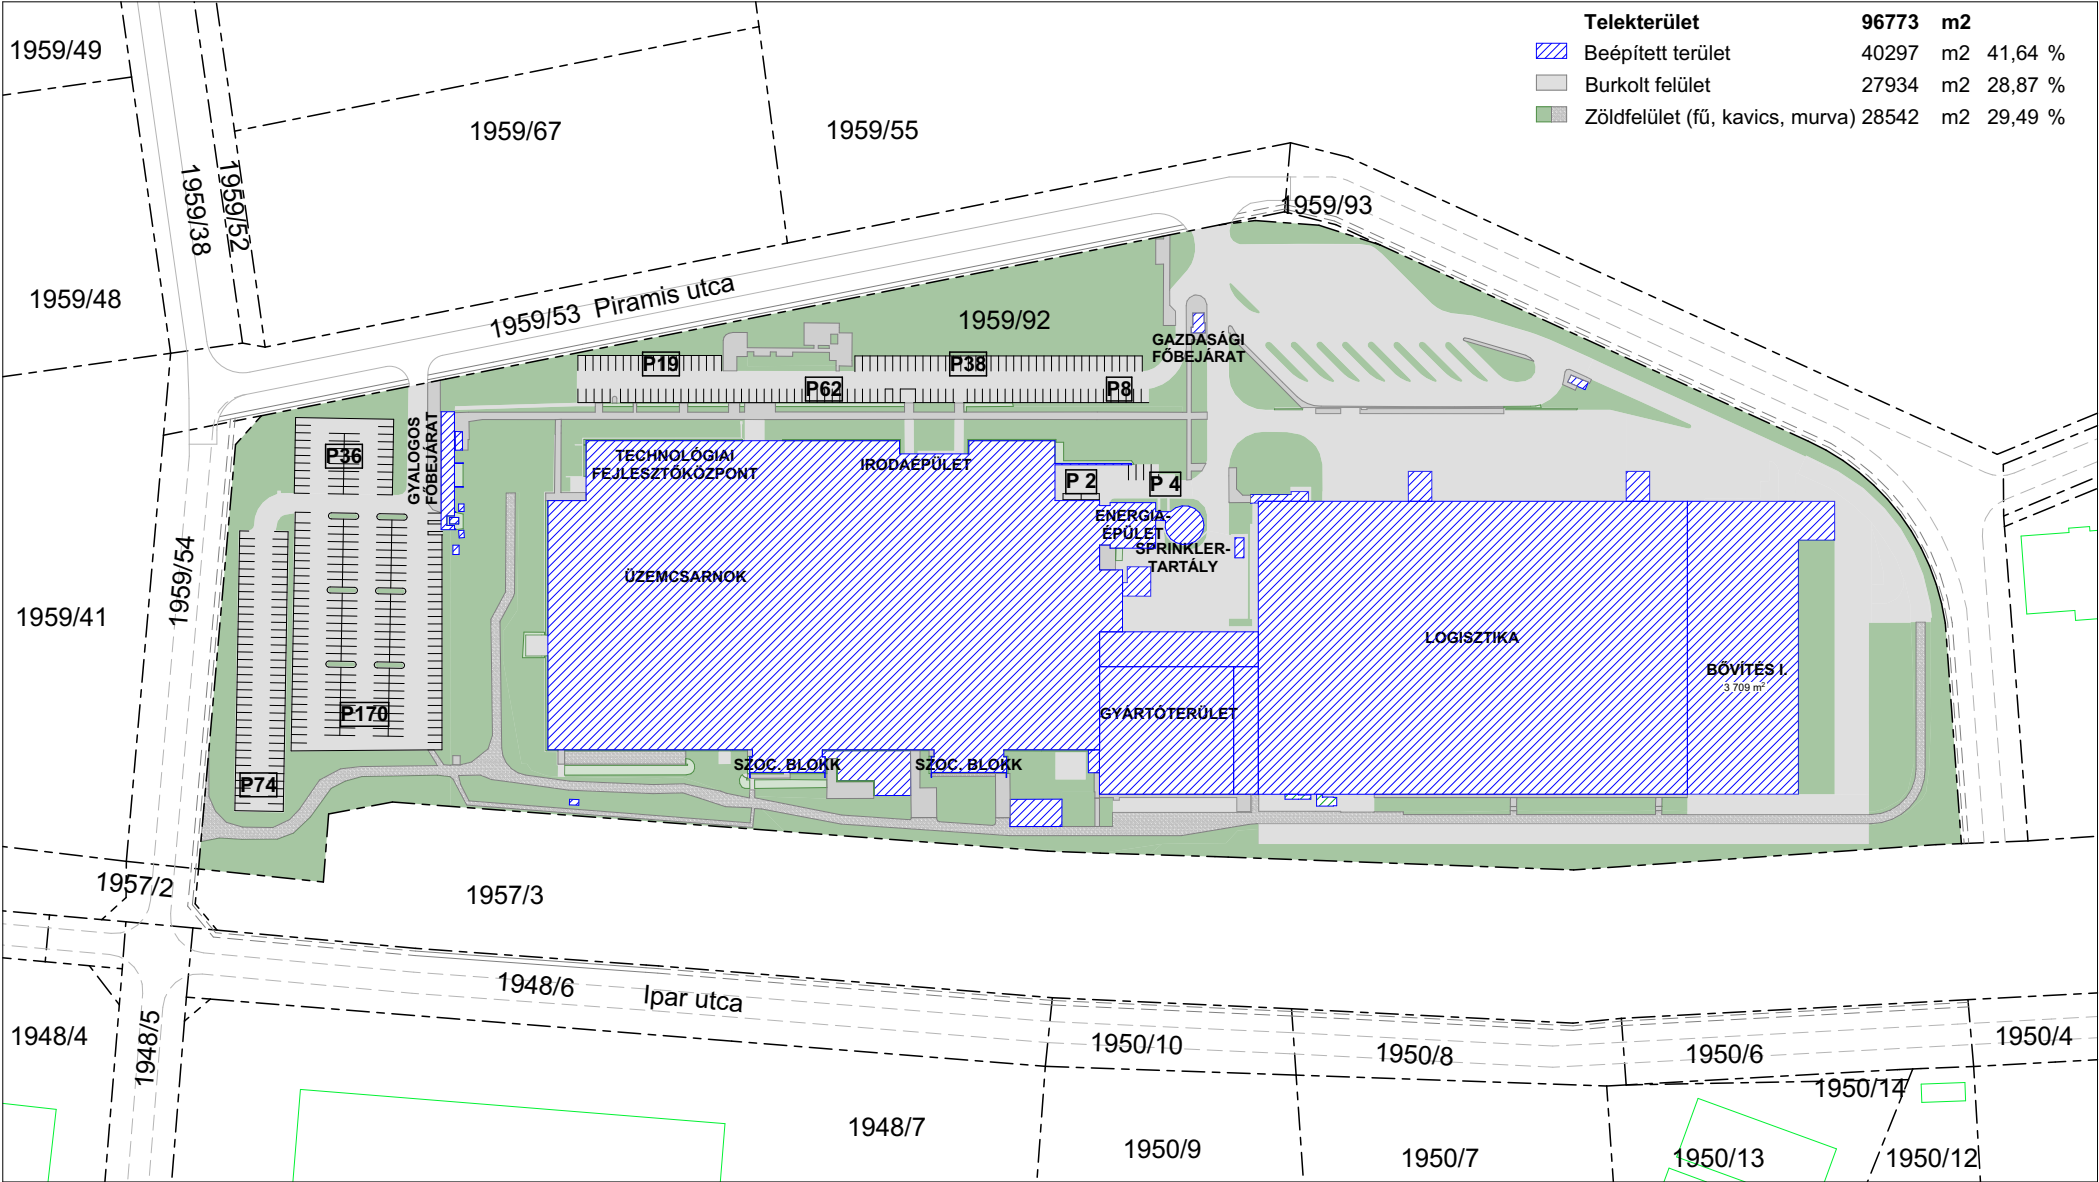 Telekterület 96773 m2
Beépített terület 40297 m2 41,64 %
Burkolt felület 27934 m2 28,87 %
Zöldfelület (fű, kavics, murva) 28542 m2 29,49 %
1959/49
1959/67
1959/55
1959/38
1959/52
1959/93
1959/48
1959/53 Piramis utca
1959/92
GAZDASÁGI
FŐBEJÁRAT
P19
P38
P62
P8
GYALOGOS
FŐBEJÁRAT
P36
TECHNOLÓGIAI
FEJLESZTŐKÖZPONT
IRODAÉPÜLET
P 2
P 4
ENERGIA-
ÉPÜLET
SPRINKLER-
TARTÁLY
1959/54
ÜZEMCSARNOK
1959/41
LOGISZTIKA
BŐVÍTÉS I.
3 709 m²
P170
GYÁRTÓTERÜLET
SZOC. BLOKK
SZOC. BLOKK
P74
1957/2
1957/3
1948/6 Ipar utca
1948/4
1948/5
1950/10
1950/8
1950/6
1950/4
1950/14
1948/7
1950/9
1950/7
1950/13
1950/12